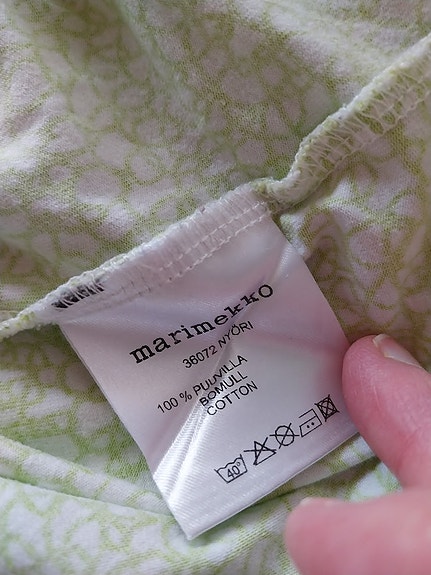 marimekko
36072 NYÖRI
100 % PUUVILLA
BOMULL
COTTON
40°